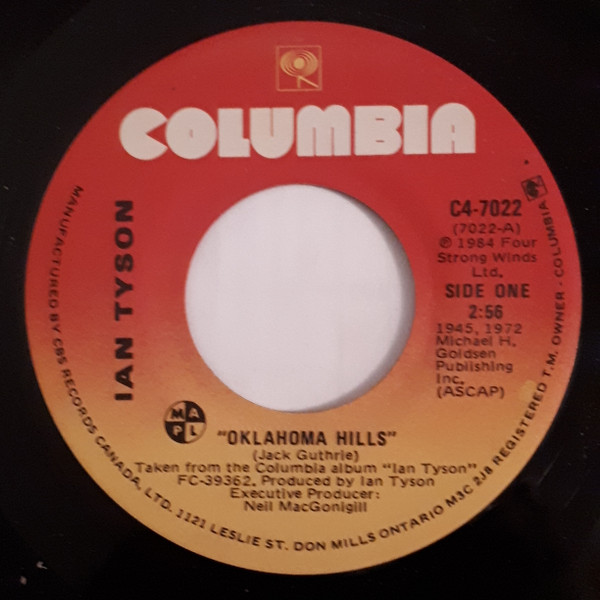 COLUMBIA
IAN TYSON
C4-7022
(7022-A)
℗ 1984 Four
Strong Winds
Ltd.
SIDE ONE
2:56
1945, 1972
Michael H.
Goldsen
Publishing
Inc.
(ASCAP)
M A
P L
"OKLAHOMA HILLS"
(Jack Guthrie)
Taken from the Columbia album "Ian Tyson",
FC-39362. Produced by Ian Tyson
Executive Producer:
Neil MacGonigill
MANUFACTURED BY CBS RECORDS CANADA, LTD. 1121 LESLIE ST. DON MILLS ONTARIO M3C 2J8 REGISTERED T.M. OWNER - COLUMBIA